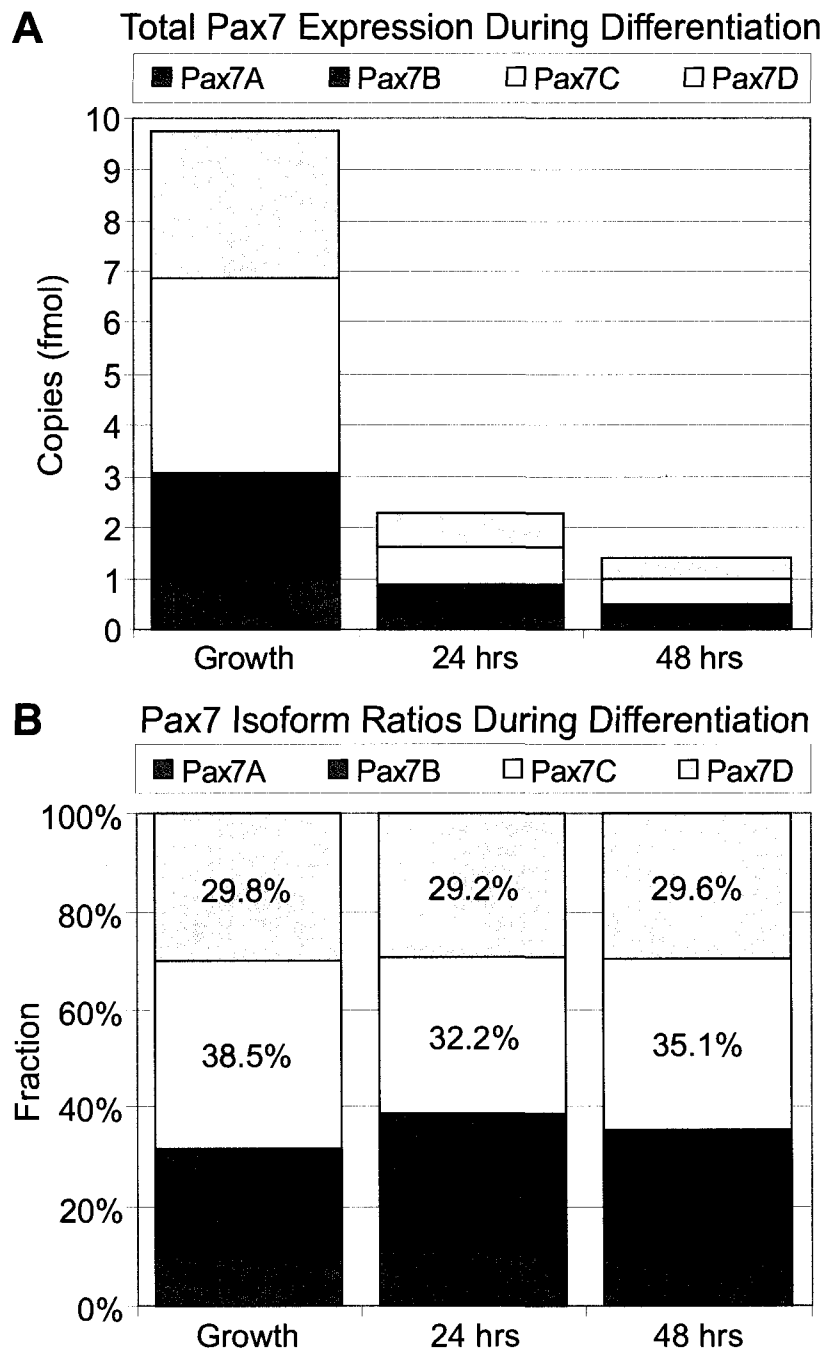 A Total Pax7 Expression During Differentiation
Pax7A Pax7B Pax7C Pax7D
10
9
8
7
6
5
4
3
2
1
0
Copies (fmol)
Growth 24 hrs 48 hrs
B Pax7 Isoform Ratios During Differentiation
Pax7A Pax7B Pax7C Pax7D
100%
80%
60%
40%
20%
0%
Fraction
29.8% 29.2% 29.6%
38.5% 32.2% 35.1%
Growth 24 hrs 48 hrs